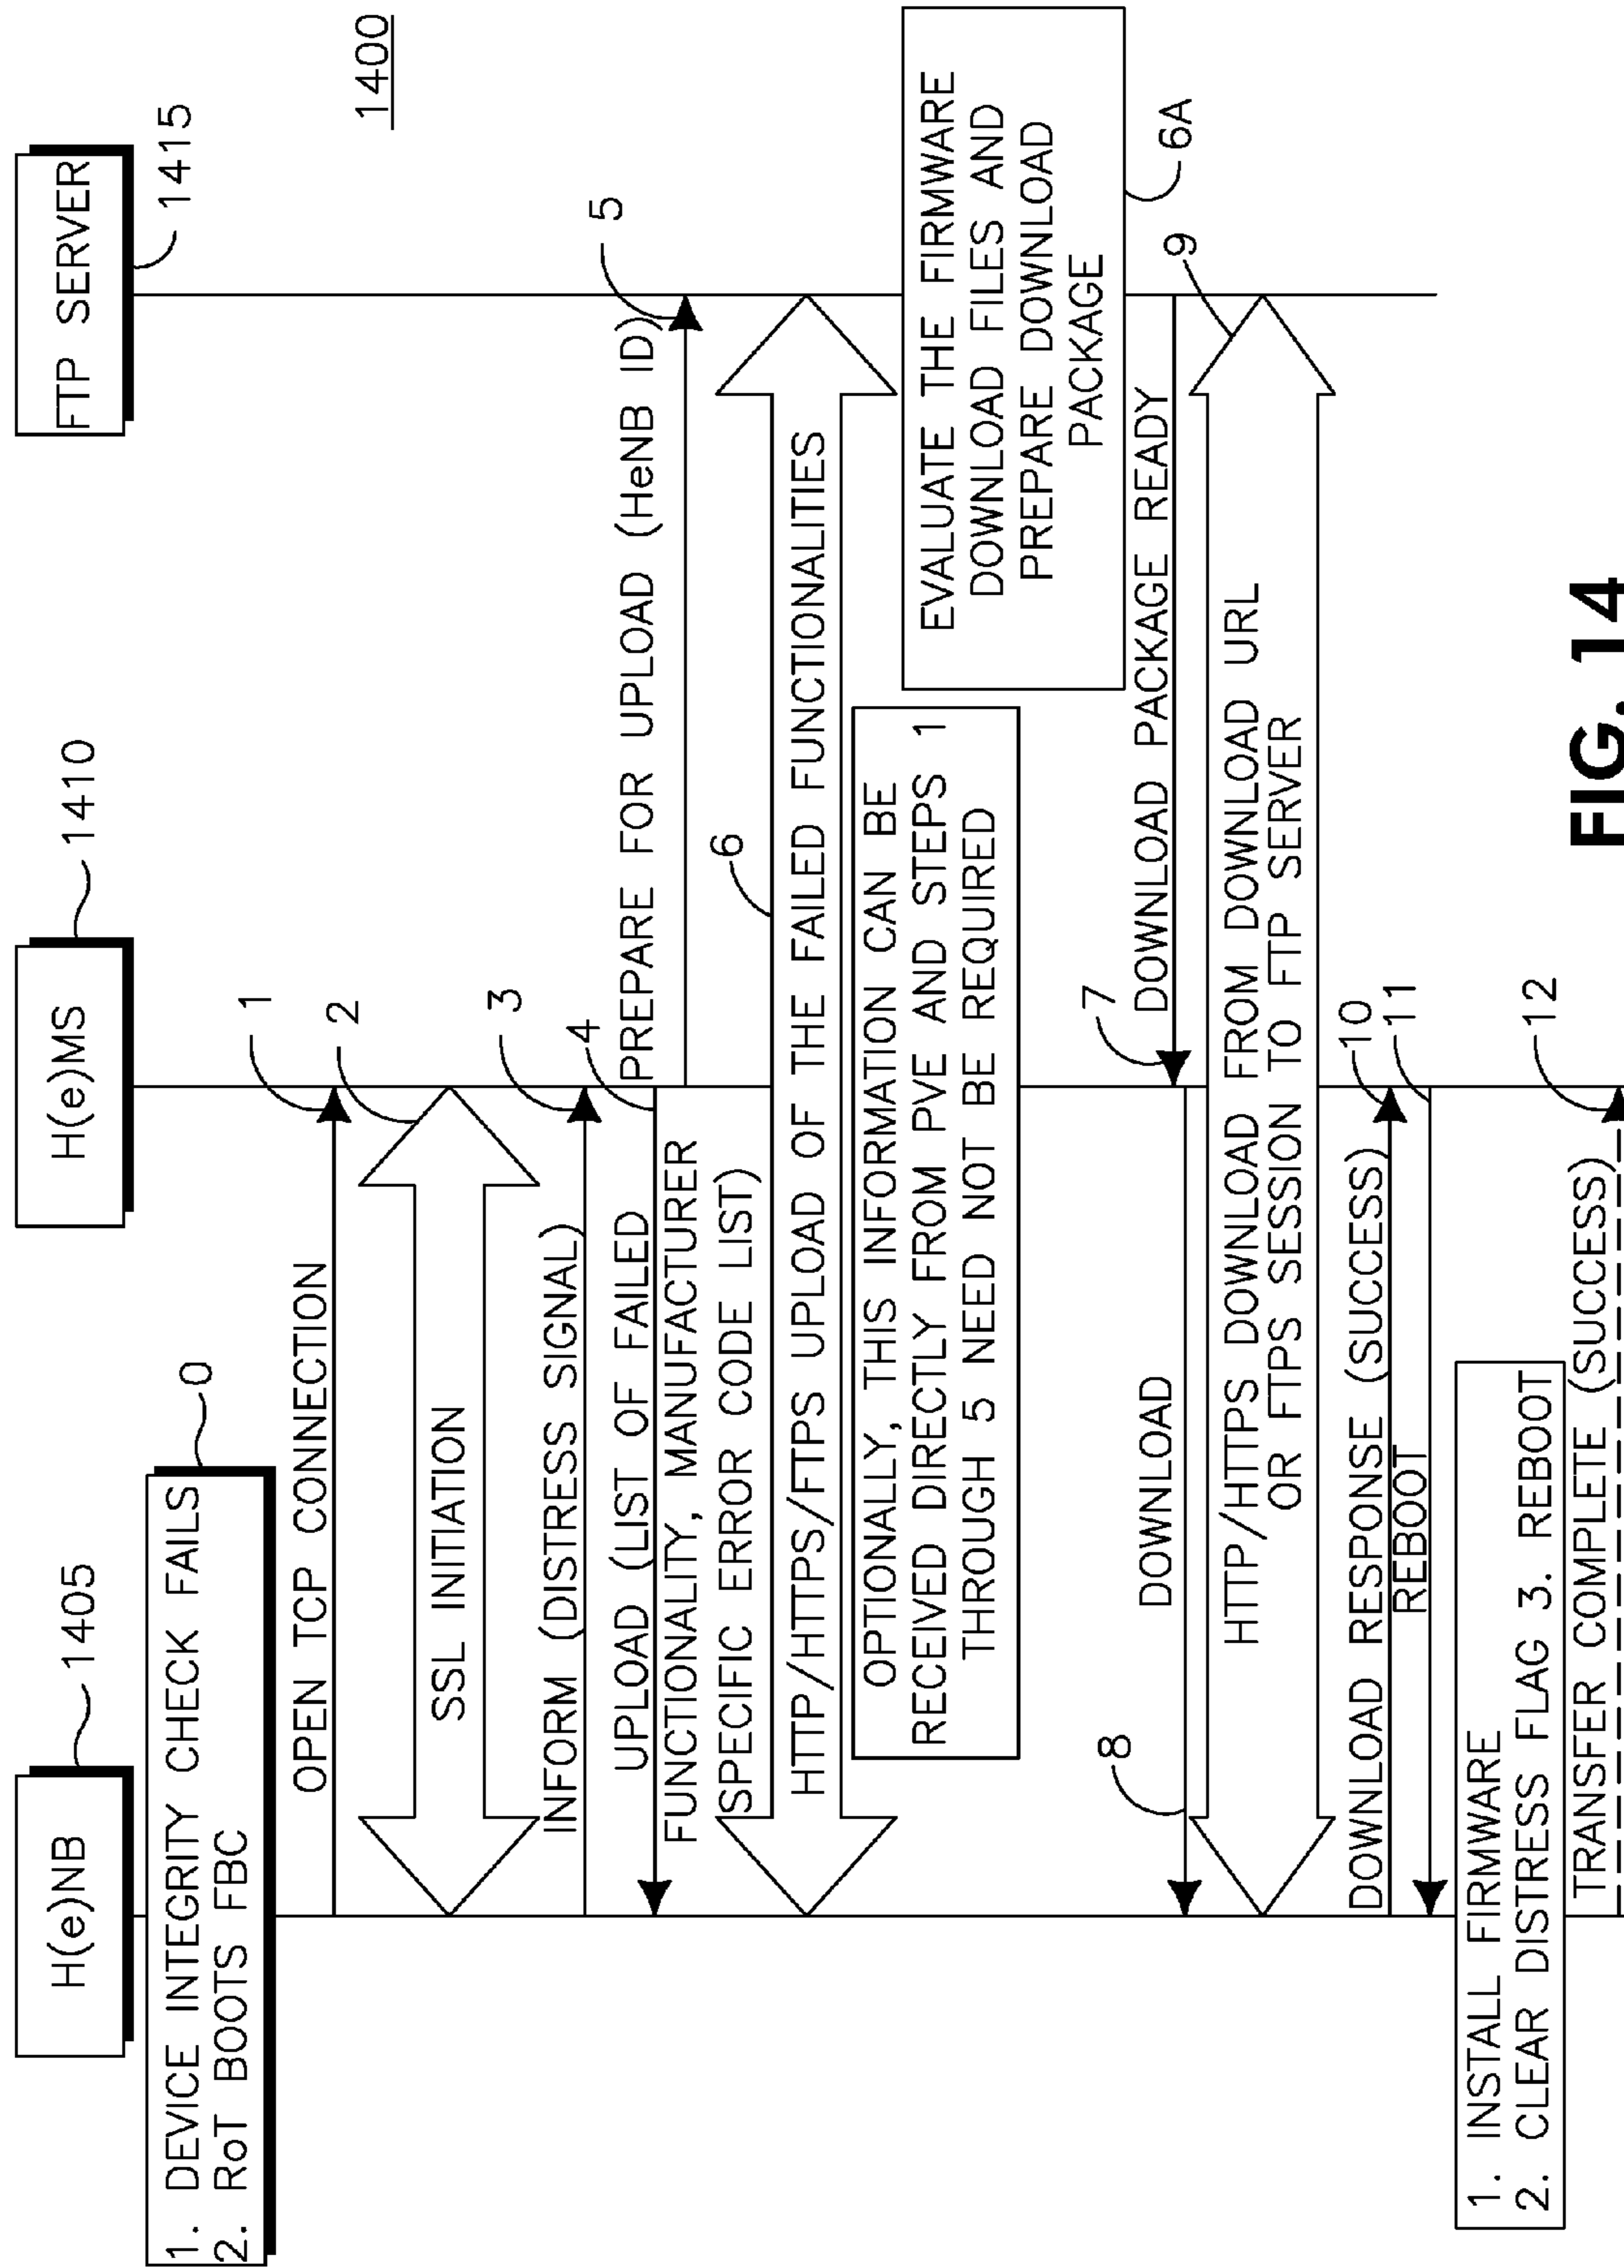 H(e)NB
1405
H(e)MS
1410
FTP SERVER
1415
1400
1. DEVICE INTEGRITY CHECK FAILS
2. RoT BOOTS FBC
0
OPEN TCP CONNECTION
1
SSL INITIATION
2
INFORM (DISTRESS SIGNAL)
3
UPLOAD (LIST OF FAILED
FUNCTIONALITY, MANUFACTURER
SPECIFIC ERROR CODE LIST)
4
PREPARE FOR UPLOAD (HeNB ID)
5
HTTP/HTTPS/FTPS UPLOAD OF THE FAILED FUNCTIONALITIES
6
OPTIONALLY, THIS INFORMATION CAN BE
RECEIVED DIRECTLY FROM PVE AND STEPS 1
THROUGH 5 NEED NOT BE REQUIRED
EVALUATE THE FIRMWARE
DOWNLOAD FILES AND
PREPARE DOWNLOAD
PACKAGE
6A
DOWNLOAD PACKAGE READY
7
DOWNLOAD
8
HTTP/HTTPS DOWNLOAD FROM DOWNLOAD URL
OR FTPS SESSION TO FTP SERVER
9
DOWNLOAD RESPONSE (SUCCESS)
10
REBOOT
11
1. INSTALL FIRMWARE
2. CLEAR DISTRESS FLAG 3. REBOOT
TRANSFER COMPLETE (SUCCESS)
12
FIG. 14